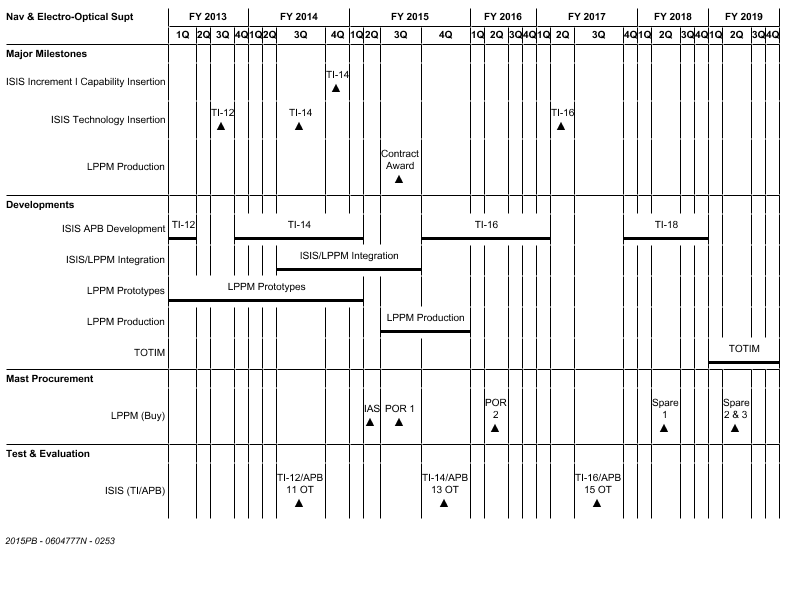 Nav & Electro-Optical Supt FY 2013 FY 2014 FY 2015 FY 2016 FY 2017 FY 2018 FY 2019
1Q 2Q 3Q 4Q 1Q 2Q 3Q 4Q 1Q 2Q 3Q 4Q 1Q 2Q 3Q 4Q 1Q 2Q 3Q 4Q 1Q 2Q 3Q 4Q 1Q 2Q 3Q 4Q
Major Milestones
TI-14
ISIS Increment I Capability Insertion
TI-12 TI-14 TI-16
ISIS Technology Insertion
Contract
Award
LPPM Production
Developments
ISIS APB Development TI-12 TI-14 TI-16 TI-18
ISIS/LPPM Integration ISIS/LPPM Integration
LPPM Prototypes LPPM Prototypes
LPPM Production LPPM Production
TOTIM TOTIM
Mast Procurement
IAS POR 1 POR
2 Spare
1 Spare
2 & 3
LPPM (Buy)
Test & Evaluation
TI-12/APB
11 OT TI-14/APB
13 OT TI-16/APB
15 OT
ISIS (TI/APB)
2015PB - 0604777N - 0253